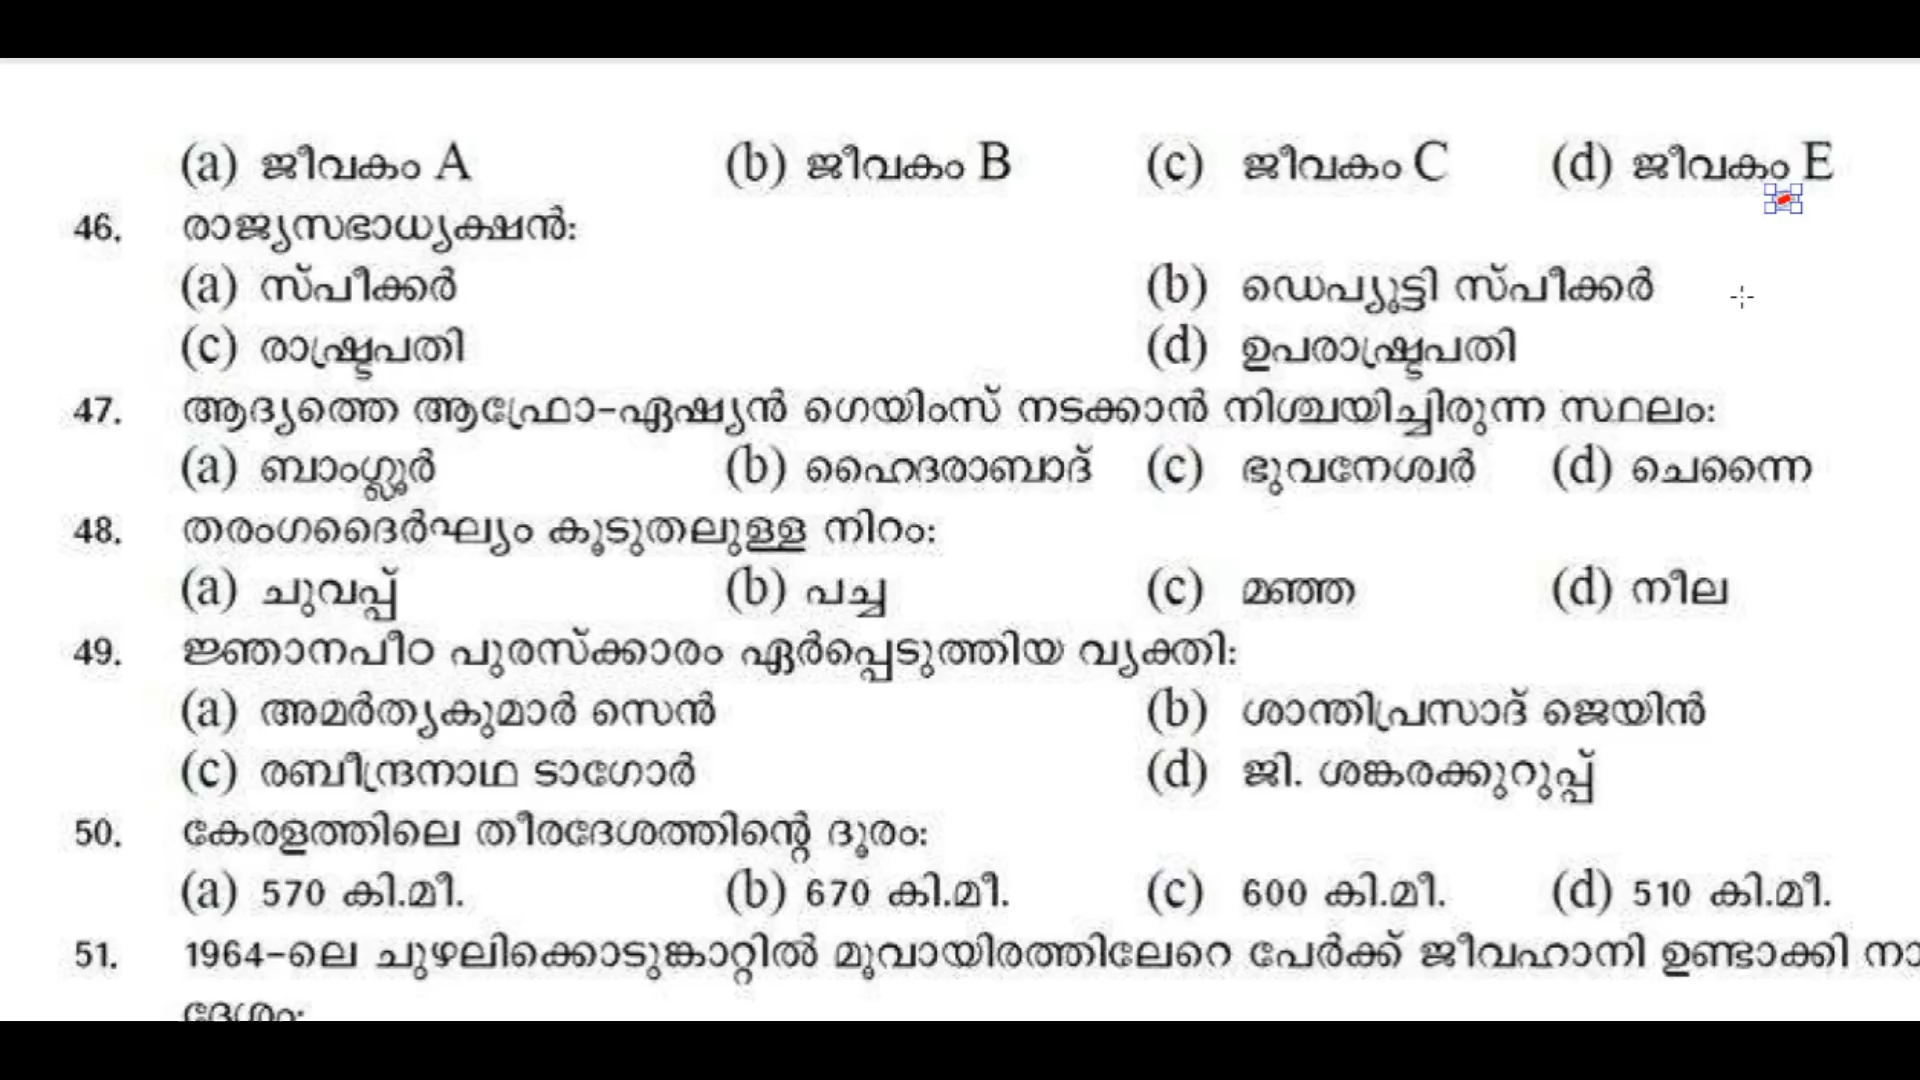 (a) ജീവകം A (b) ജീവകം B (c) ജീവകം C (d) ജീവകം E
46. രാജ്യസഭാധ്യക്ഷൻ:
(a) സ്പീക്കർ (b) ഡെപ്യൂട്ടി സ്പീക്കർ
(c) രാഷ്ട്രപതി (d) ഉപരാഷ്ട്രപതി
47. ആദ്യത്തെ ആഫ്രോ-ഏഷ്യൻ ഗെയിംസ് നടക്കാൻ നിശ്ചയിച്ചിരുന്ന സ്ഥലം:
(a) ബാംഗ്ലൂർ (b) ഹൈദരാബാദ് (c) ഭുവനേശ്വർ (d) ചെന്നൈ
48. തരംഗദൈർഘ്യം കൂടുതലുള്ള നിറം:
(a) ചുവപ്പ് (b) പച്ച (c) മഞ്ഞ (d) നീല
49. ജ്ഞാനപീഠ പുരസ്ക്കാരം ഏർപ്പെടുത്തിയ വ്യക്തി:
(a) അമർത്യകുമാർ സെൻ (b) ശാന്തിപ്രസാദ് ജെയിൻ
(c) രബീന്ദ്രനാഥ ടാഗോർ (d) ജി. ശങ്കരക്കുറുപ്പ്
50. കേരളത്തിലെ തീരദേശത്തിന്റെ ദൂരം:
(a) 570 കി.മീ. (b) 670 കി.മീ. (c) 600 കി.മീ. (d) 510 കി.മീ.
51. 1964-ലെ ചുഴലിക്കൊടുങ്കാറ്റിൽ മൂവായിരത്തിലേറെ പേർക്ക് ജീവഹാനി ഉണ്ടാക്കി